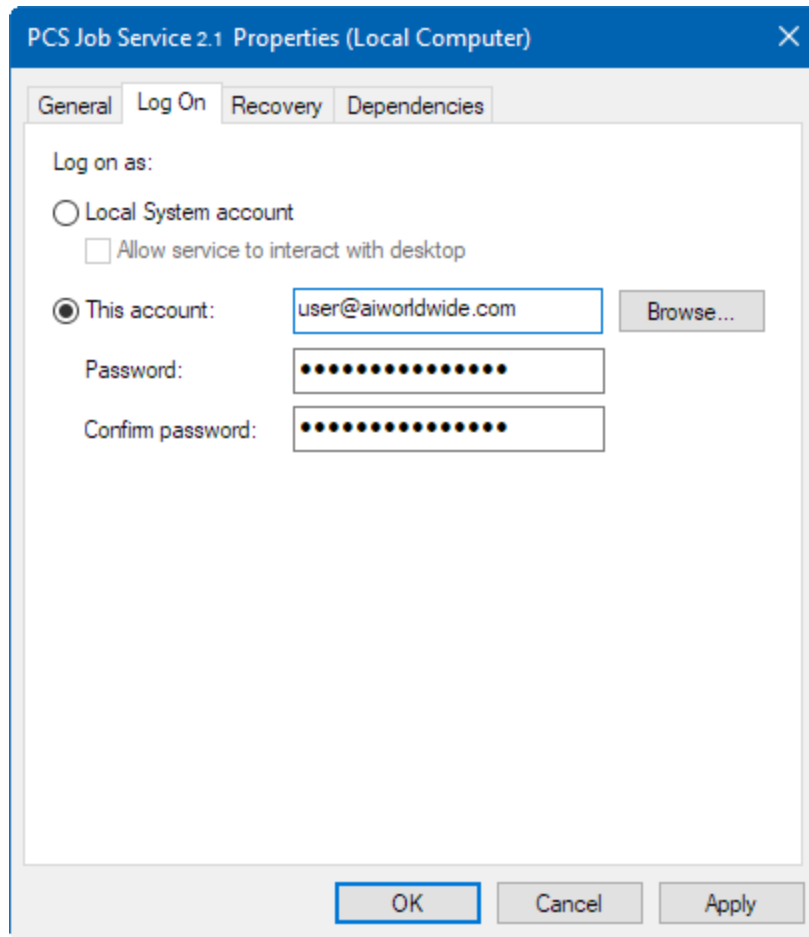 PCS Job Service 2.1 Properties (Local Computer)
General Log On Recovery Dependencies
Log on as:
Local System account
Allow service to interact with desktop
This account: user@aiworldwide.com Browse...
Password: •••••••••••••••
Confirm password: •••••••••••••••
OK Cancel Apply